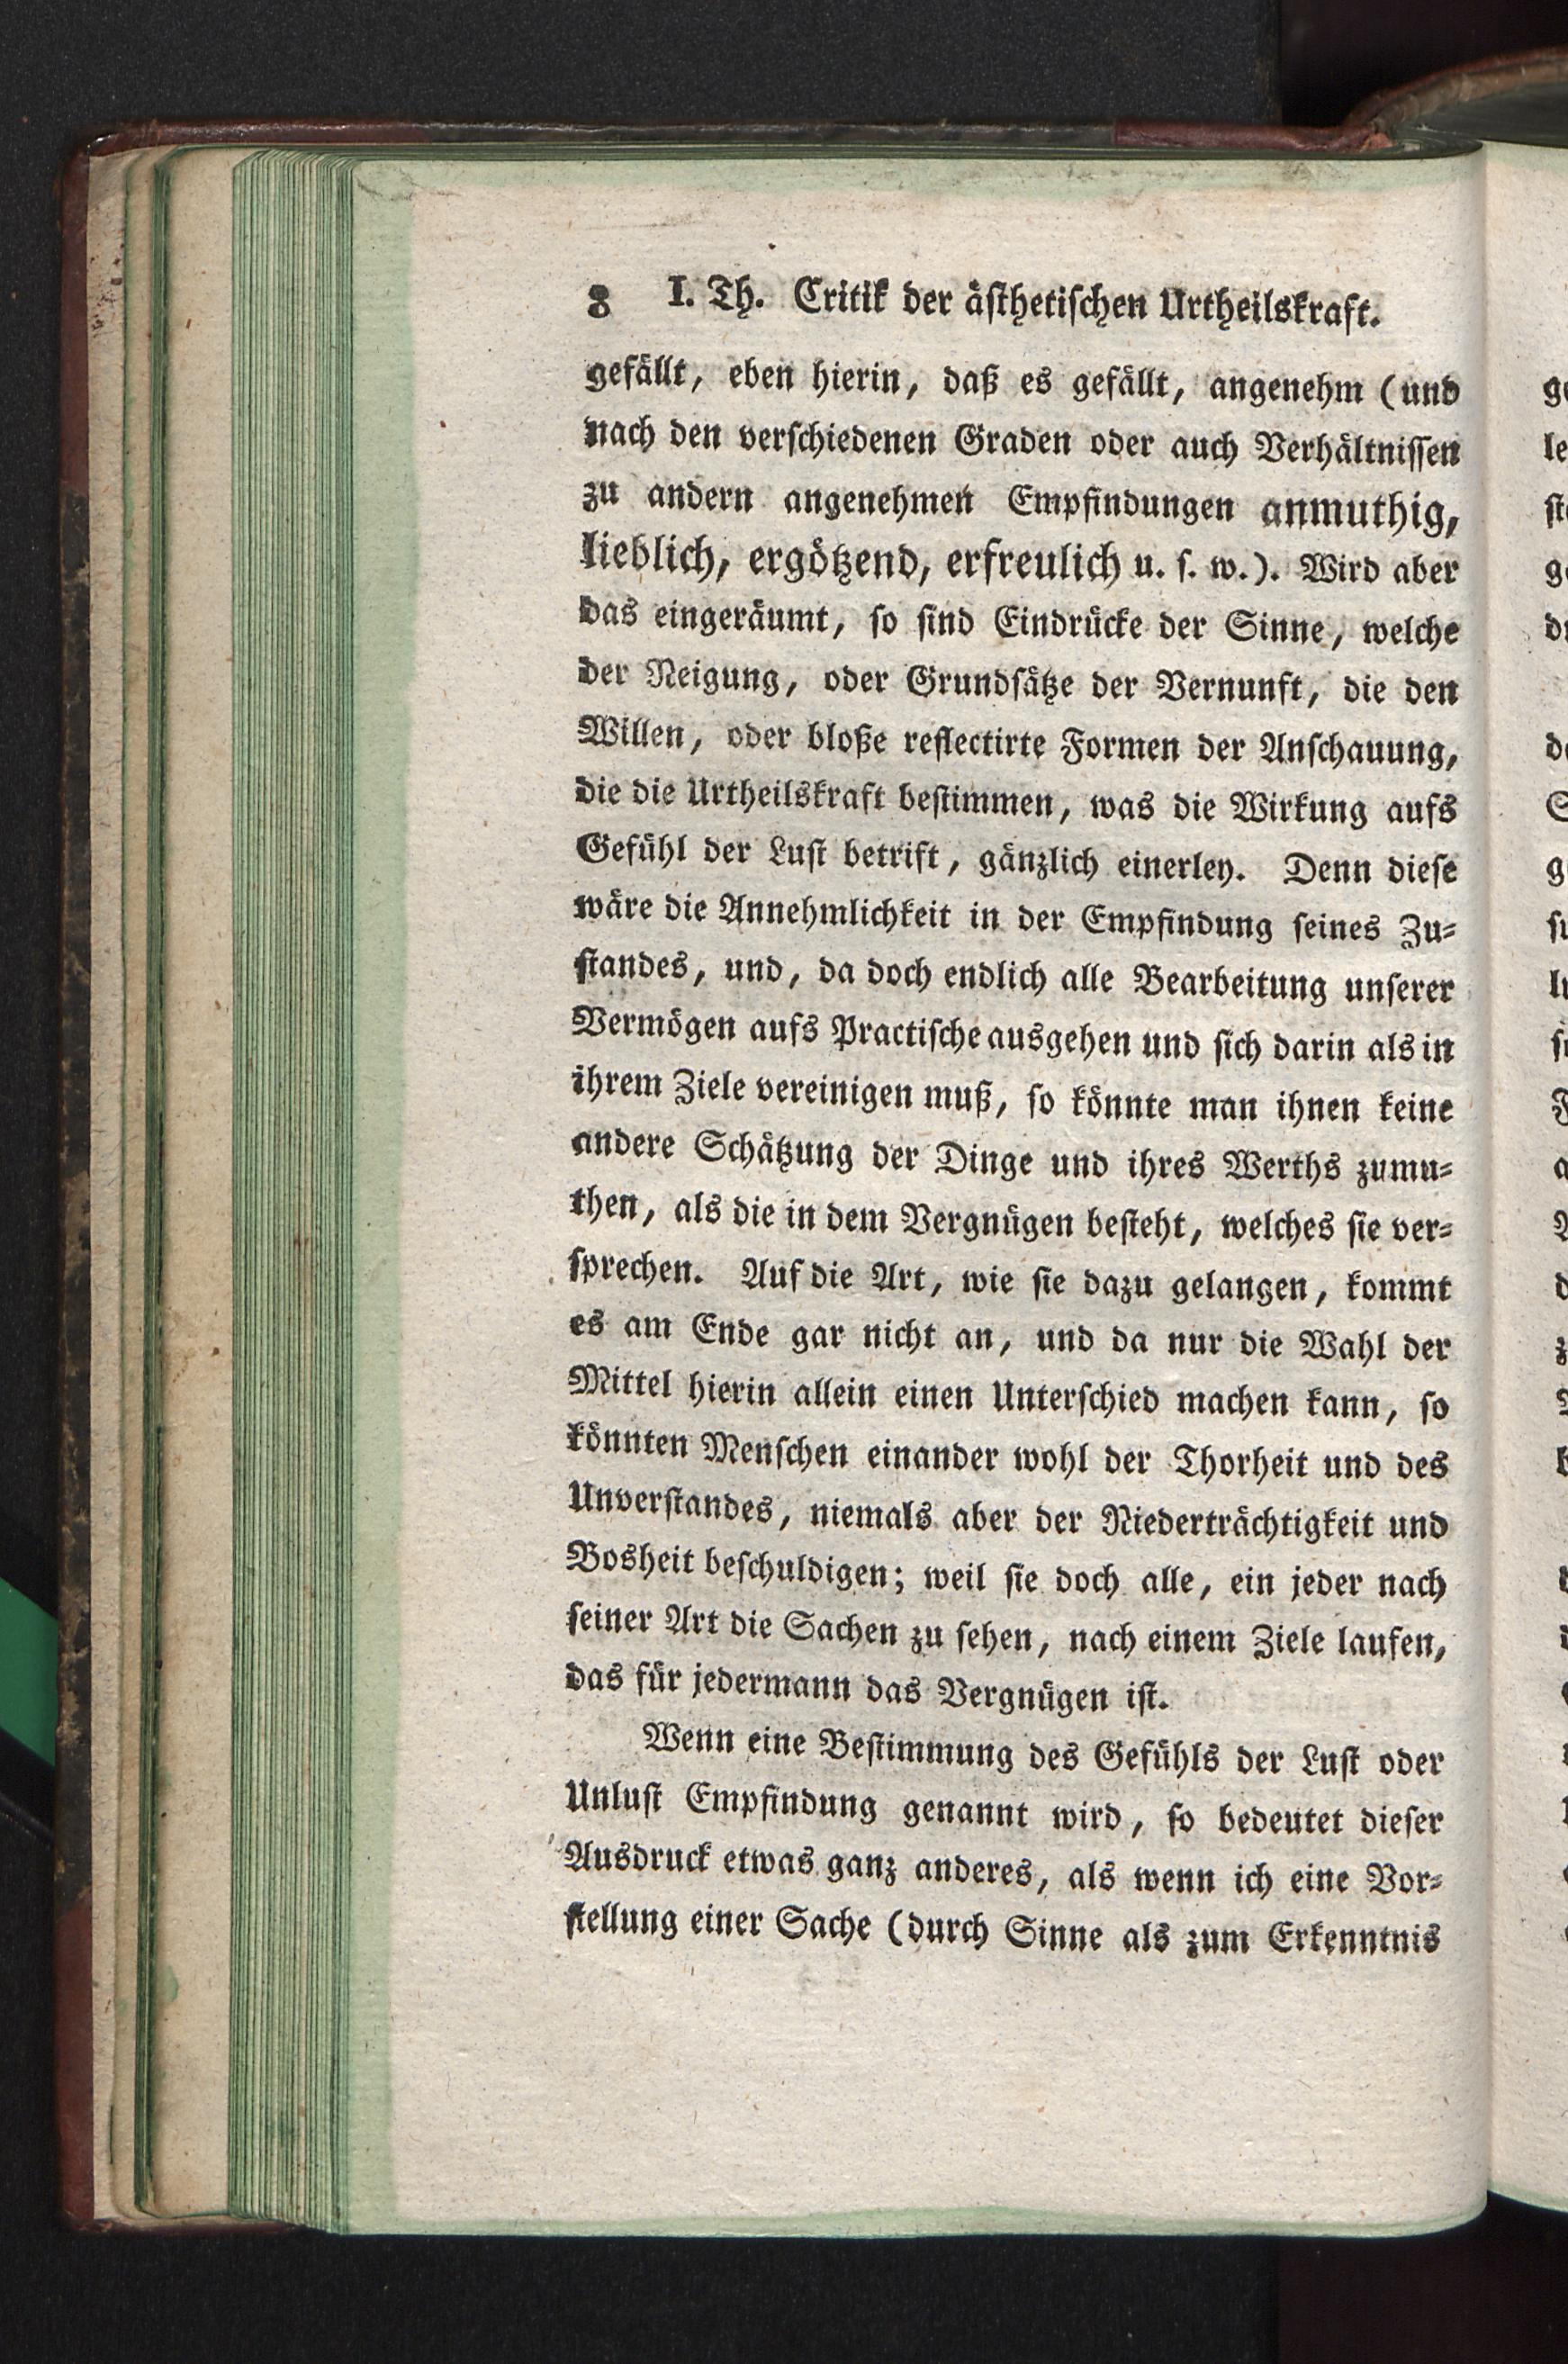 8 I. Th. Critik der ästhetischen Urtheilskraft.
gefällt, eben hierin, daß es gefällt, angenehm (und
nach den verschiedenen Graden oder auch Verhältnissen
zu andern angenehmen Empfindungen anmuthig,
lieblich, ergötzend, erfreulich u. s. w.). Wird aber
das eingeräumt, so sind Eindrücke der Sinne, welche
der Neigung, oder Grundsätze der Vernunft, die den
Willen, oder bloße reflectirte Formen der Anschauung,
die die Urtheilskraft bestimmen, was die Wirkung aufs
Gefühl der Lust betrift, gänzlich einerley. Denn diese
wäre die Annehmlichkeit in der Empfindung seines Zu-
standes, und, da doch endlich alle Bearbeitung unserer
Vermögen aufs Practische ausgehen und sich darin als in
ihrem Ziele vereinigen muß, so könnte man ihnen keine
andere Schätzung der Dinge und ihres Werths zumu-
then, als die in dem Vergnügen besteht, welches sie ver-
sprechen. Auf die Art, wie sie dazu gelangen, kommt
es am Ende gar nicht an, und da nur die Wahl der
Mittel hierin allein einen Unterschied machen kann, so
könnten Menschen einander wohl der Thorheit und des
Unverstandes, niemals aber der Niederträchtigkeit und
Bosheit beschuldigen; weil sie doch alle, ein jeder nach
seiner Art die Sachen zu sehen, nach einem Ziele laufen,
das für jedermann das Vergnügen ist.
Wenn eine Bestimmung des Gefühls der Lust oder
Unlust Empfindung genannt wird, so bedeutet dieser
Ausdruck etwas ganz anderes, als wenn ich eine Vor-
stellung einer Sache (durch Sinne als zum Erkenntnis